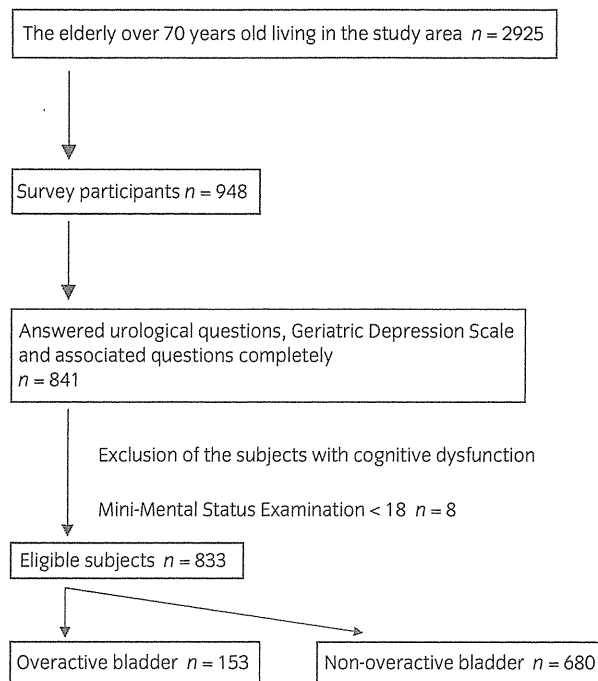 The elderly over 70 years old living in the study area n = 2925
Survey participants n = 948
Answered urological questions, Geriatric Depression Scale
and associated questions completely
n = 841
Exclusion of the subjects with cognitive dysfunction
Mini-Mental Status Examination < 18 n = 8
Eligible subjects n = 833
Overactive bladder n = 153
Non-overactive bladder n = 680